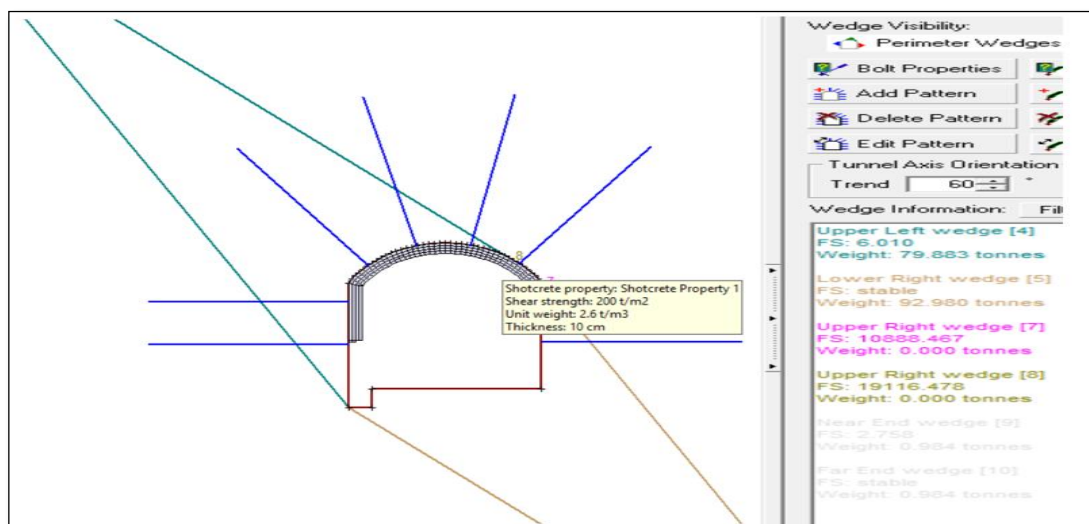 Wedge Visibility:
Perimeter Wedges
Bolt Properties
Add Pattern
Delete Pattern
Edit Pattern
Tunnel Axis Orientation
Trend 60 °
Wedge Information: Fil
Upper Left wedge [4]
FS: 6.010
Weight: 79.883 tonnes
Lower Right wedge [5]
FS: stable
Weight: 92.980 tonnes
Upper Right wedge [7]
FS: 10888.467
Weight: 0.000 tonnes
Upper Right wedge [8]
FS: 19116.478
Weight: 0.000 tonnes
Near End wedge [9]
FS: 2.758
Weight: 0.984 tonnes
Far End wedge [10]
FS: stable
Weight: 0.984 tonnes
8
7
Shotcrete property: Shotcrete Property 1
Shear strength: 200 t/m2
Unit weight: 2.6 t/m3
Thickness: 10 cm